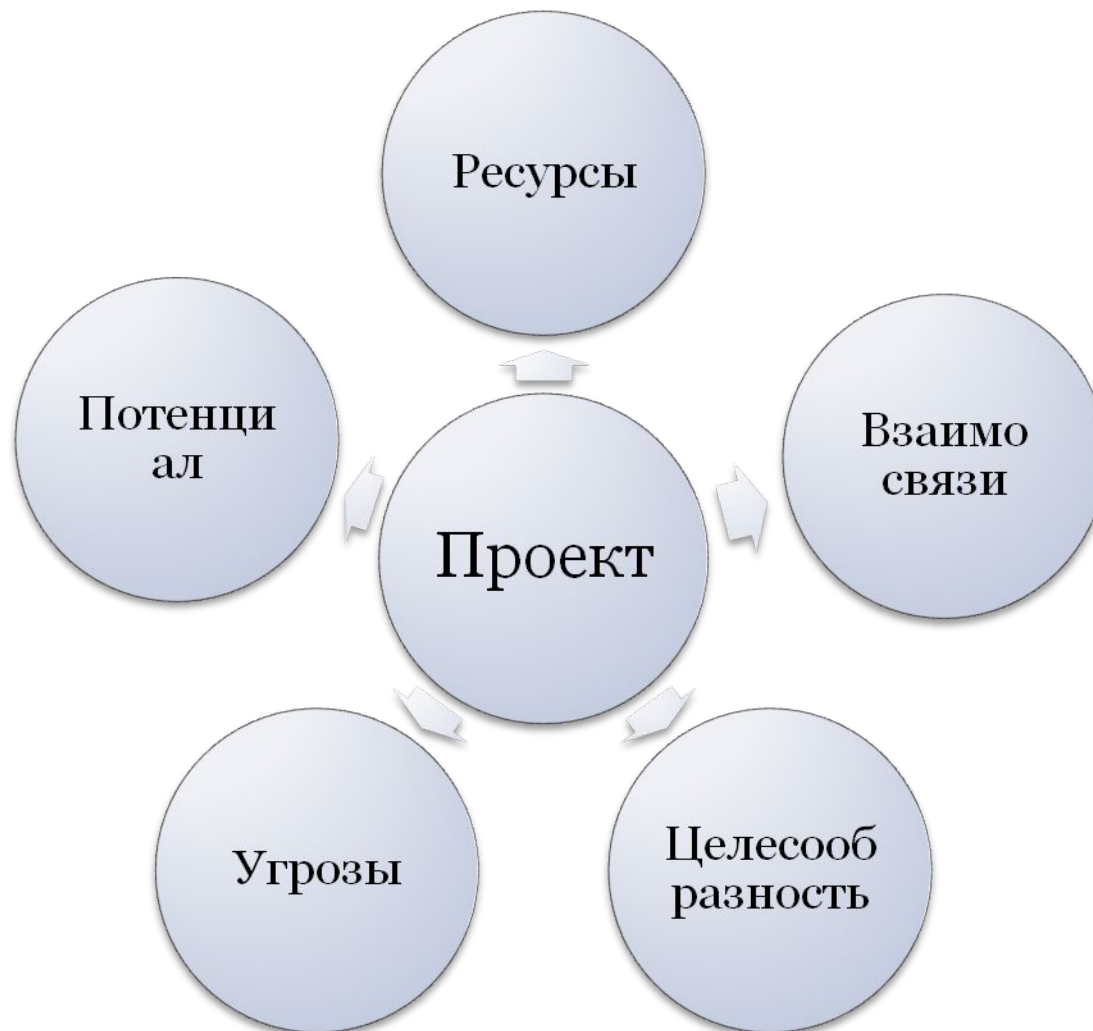 Ресурсы
Потенци
ал
Взаимо
связи
Проект
Угрозы
Целесооб
разность